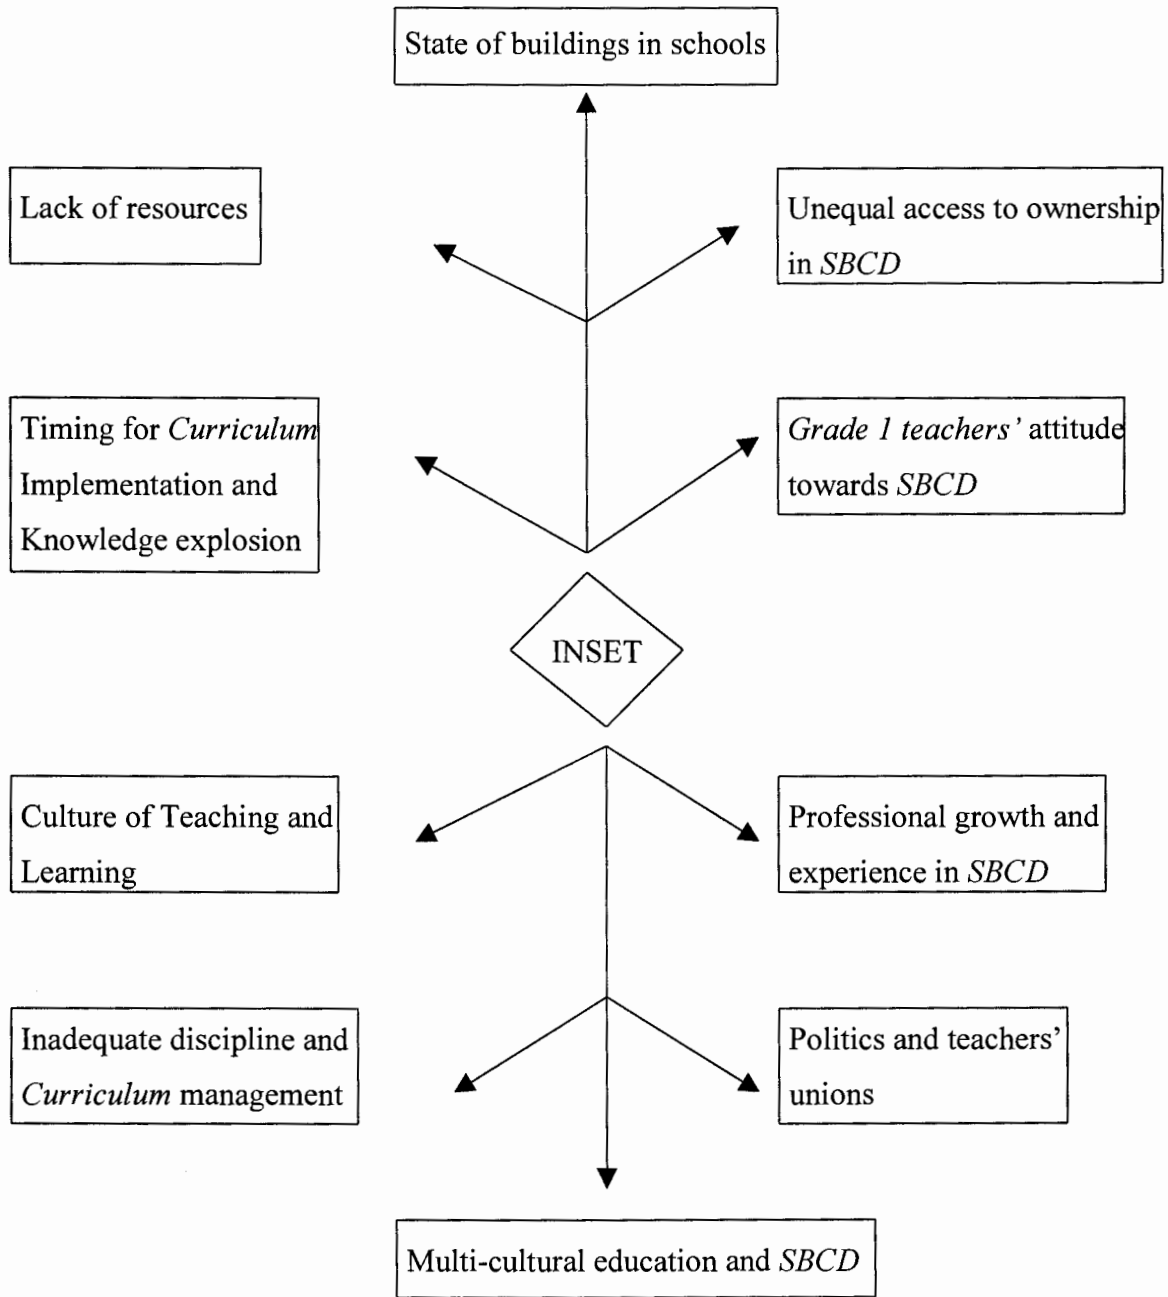 State of buildings in schools
Lack of resources
Unequal access to ownership
in SBCD
Timing for Curriculum
Implementation and
Knowledge explosion
Grade 1 teachers’ attitude
towards SBCD
INSET
Culture of Teaching and
Learning
Professional growth and
experience in SBCD
Inadequate discipline and
Curriculum management
Politics and teachers’
unions
Multi-cultural education and SBCD